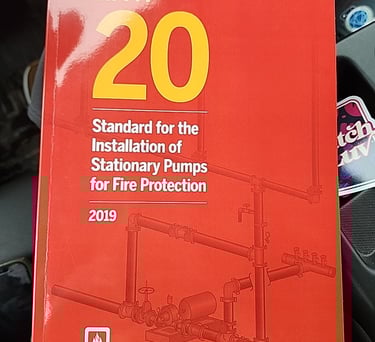 20
Standard for the
Installation of
Stationary Pumps
for Fire Protection
2019